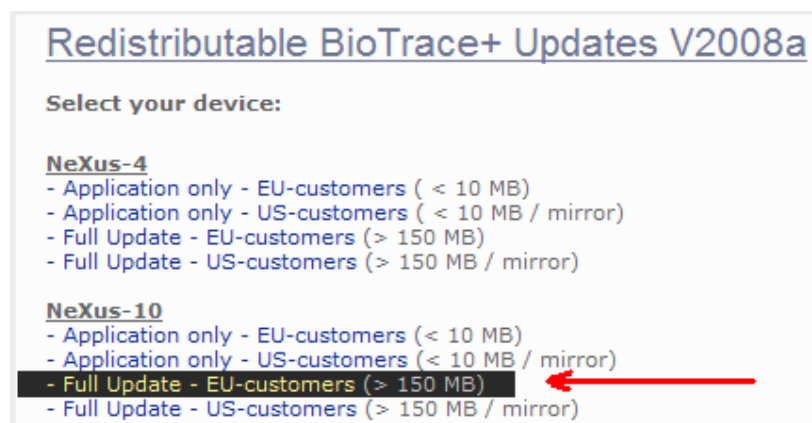 Redistributable BioTrace+ Updates V2008a
Select your device:
NeXus-4
- Application only - EU-customers ( < 10 MB)
- Application only - US-customers ( < 10 MB / mirror)
- Full Update - EU-customers (> 150 MB)
- Full Update - US-customers (> 150 MB / mirror)
NeXus-10
- Application only - EU-customers (< 10 MB)
- Application only - US-customers (< 10 MB / mirror)
- Full Update - EU-customers (> 150 MB)
- Full Update - US-customers (> 150 MB / mirror)